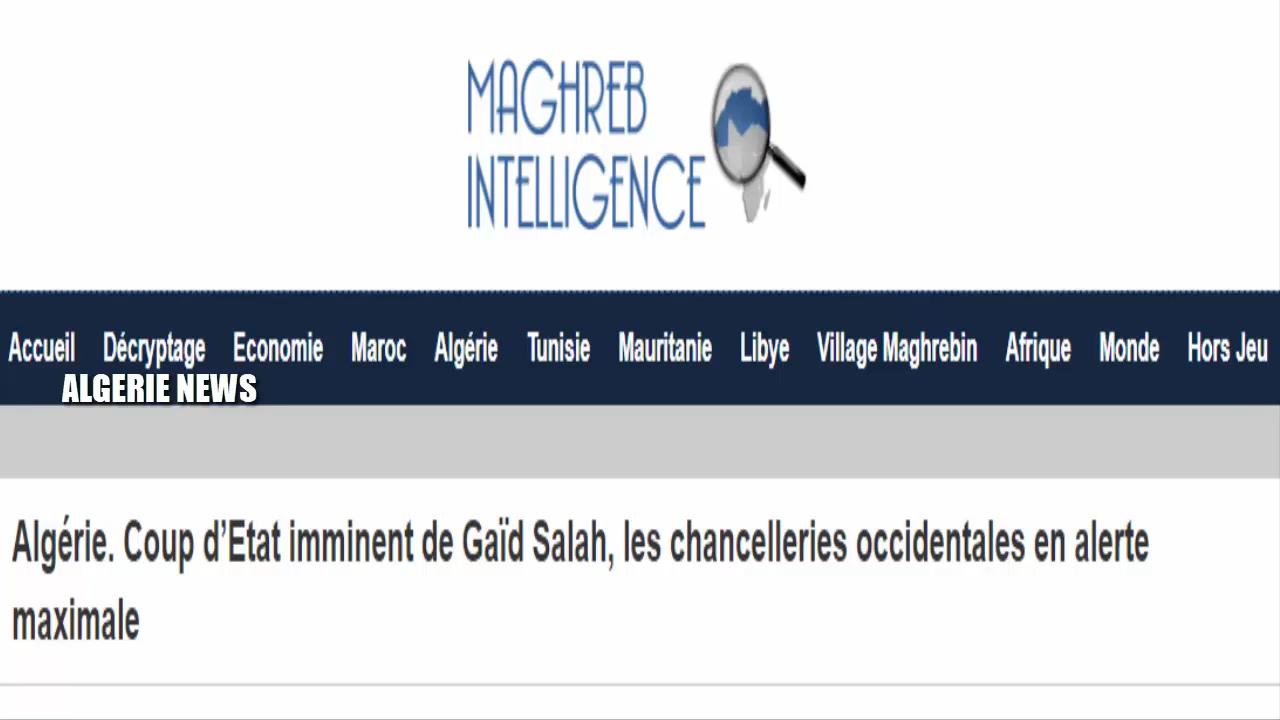 MAGHREB
INTELLIGENCE
Accueil Décryptage Economie Maroc Algérie Tunisie Mauritanie Libye Village Maghrebin Afrique Monde Hors Jeu
ALGERIE NEWS
Algérie. Coup d’Etat imminent de Gaïd Salah, les chancelleries occidentales en alerte
maximale